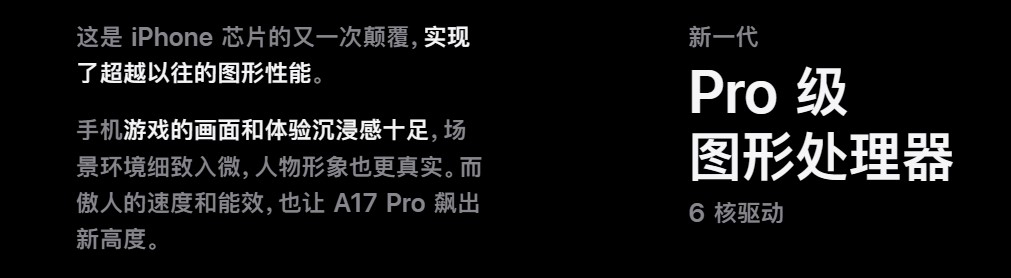 这是 iPhone 芯片的又一次颠覆，实现
了超越以往的图形性能。
手机游戏的画面和体验沉浸感十足，场
景环境细致入微，人物形象也更真实。而
傲人的速度和能效，也让 A17 Pro 飙出
新高度。
新一代
Pro 级
图形处理器
6 核驱动